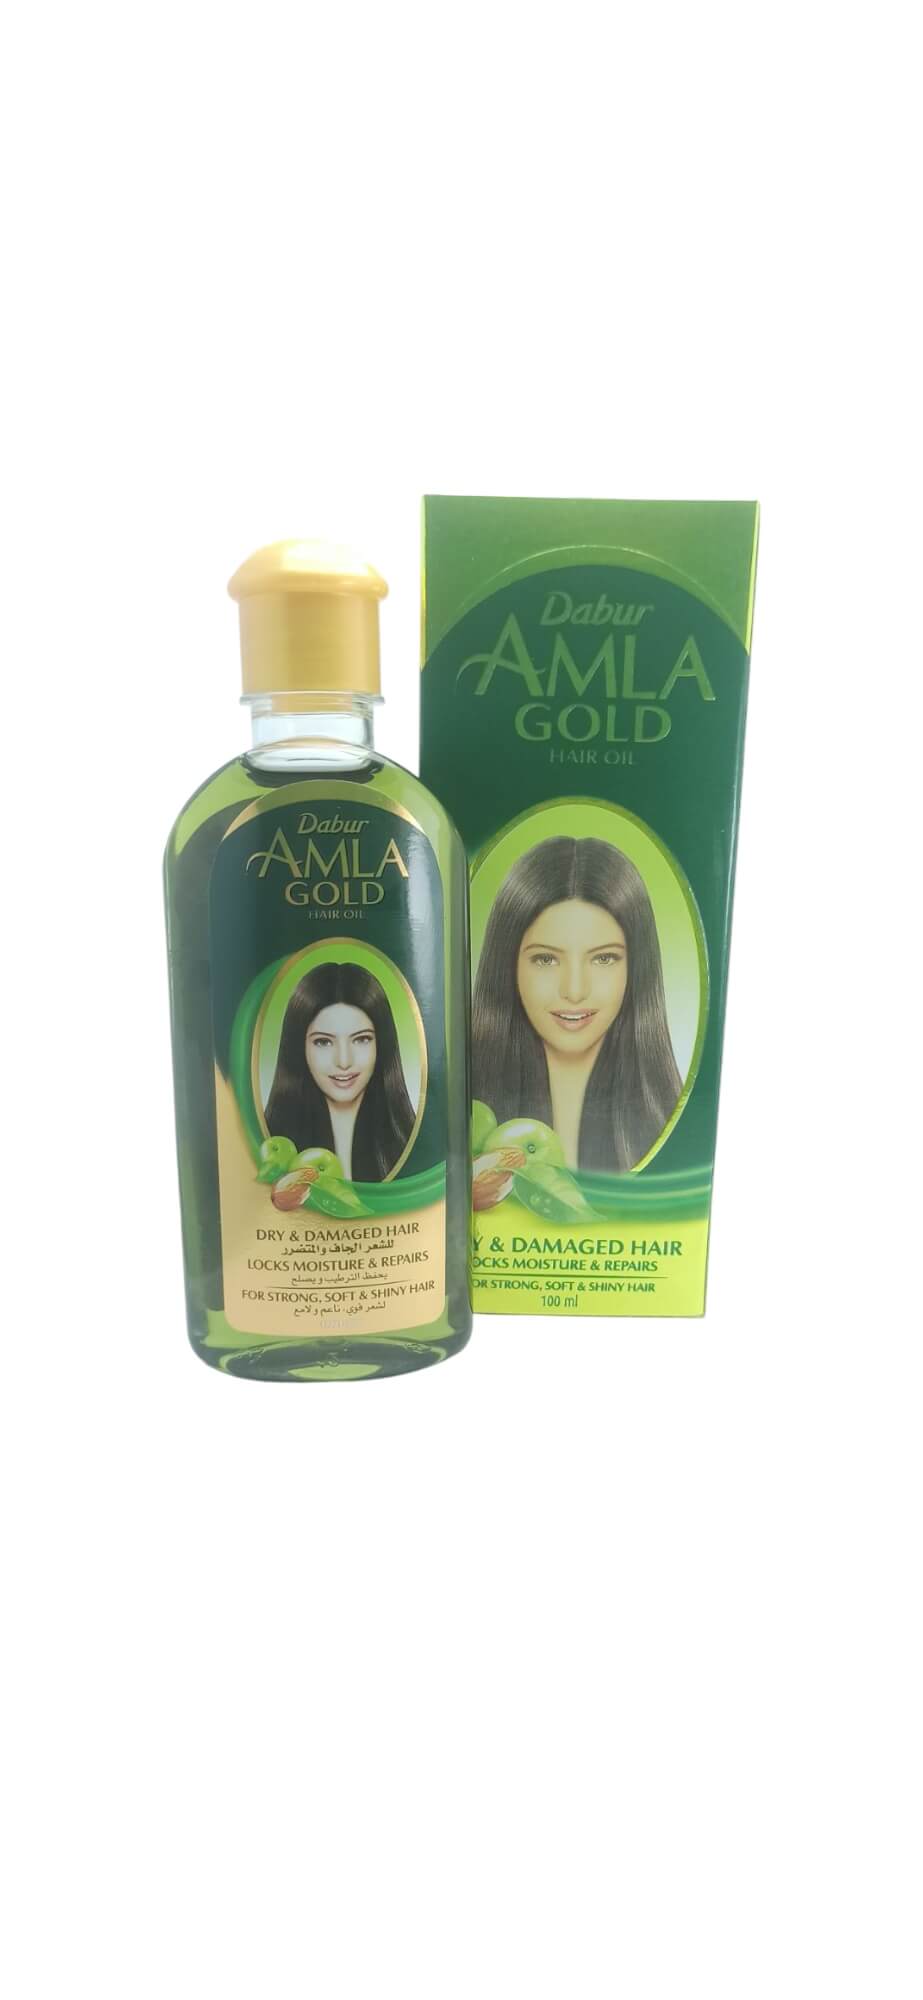 Dabur
AMLA
GOLD
HAIR OIL
DRY & DAMAGED HAIR
للشعر الجاف والمتضرر
LOCKS MOISTURE & REPAIRS
يحفظ الترطيب ويصلح
FOR STRONG, SOFT & SHINY HAIR
لشعر قوي، ناعم ولامع
Dabur
AMLA
GOLD
HAIR OIL
Y & DAMAGED HAIR
OCKS MOISTURE & REPAIRS
OR STRONG, SOFT & SHINY HAIR
100 ml